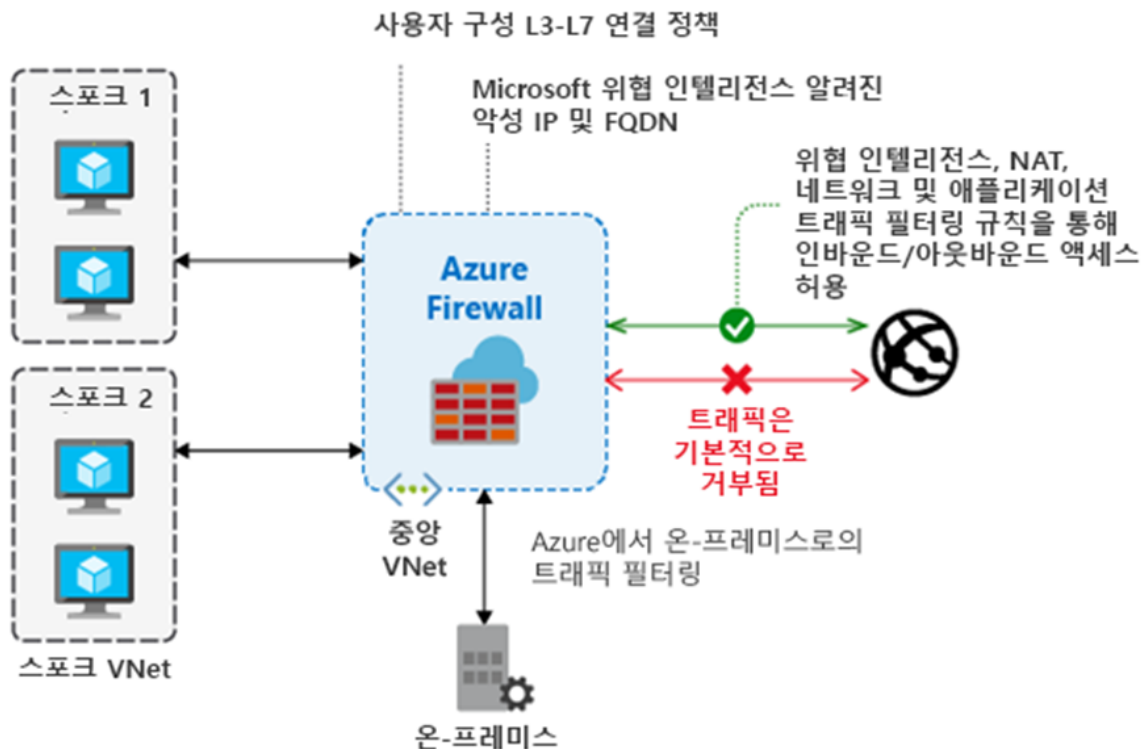 사용자 구성 L3-L7 연결 정책
Microsoft 위협 인텔리전스 알려진
악성 IP 및 FQDN
위협 인텔리전스, NAT,
네트워크 및 애플리케이션
트래픽 필터링 규칙을 통해
인바운드/아웃바운드 액세스
허용
스포크 1
Azure
Firewall
트래픽은
기본적으로
거부됨
스포크 2
스포크 VNet
중앙
VNet
Azure에서 온-프레미스로의
트래픽 필터링
온-프레미스